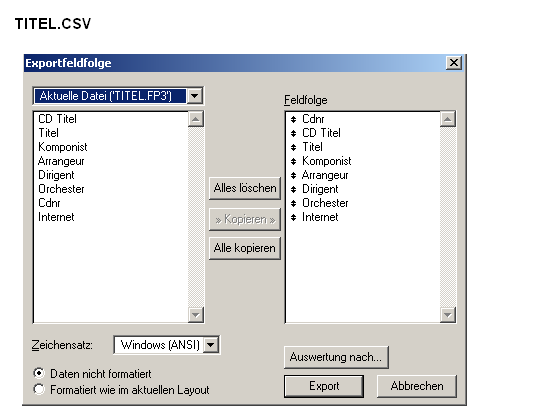 TITEL.CSV
Exportfeldfolge
Aktuelle Datei ('TITEL.FP3')
CD Titel
Titel
Komponist
Arrangeur
Dirigent
Orchester
Cdnr
Internet
Alles löschen
» Kopieren »
Alle kopieren
Feldfolge
Cdnr
CD Titel
Titel
Komponist
Arrangeur
Dirigent
Orchester
Internet
Zeichensatz: Windows (ANSI)
Daten nicht formatiert
Formatiert wie im aktuellen Layout
Auswertung nach...
Export Abbrechen